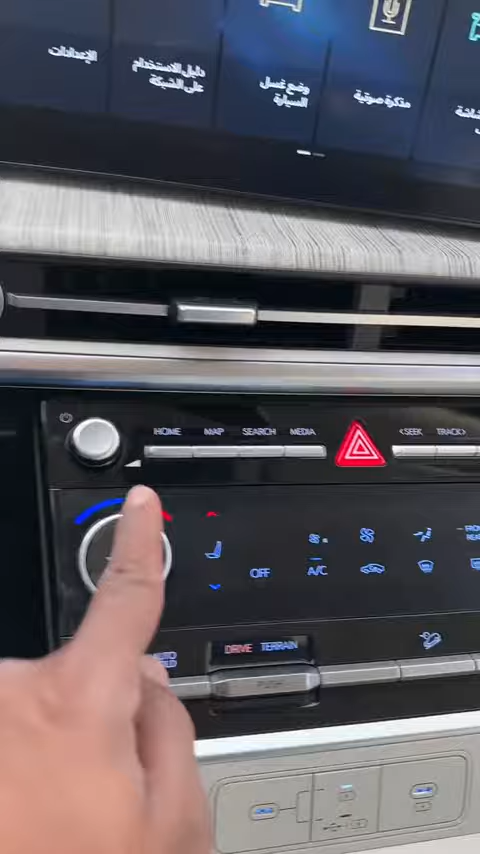 الإعدادات
دليل الاستخدام
على الشبكة
وضع غسل
السيارة
مذكرة صوتية
HOME
MAP
SEARCH
MEDIA
<SEEK
TRACK>
OFF
A/C
DRIVE
TERRAIN
PUSH